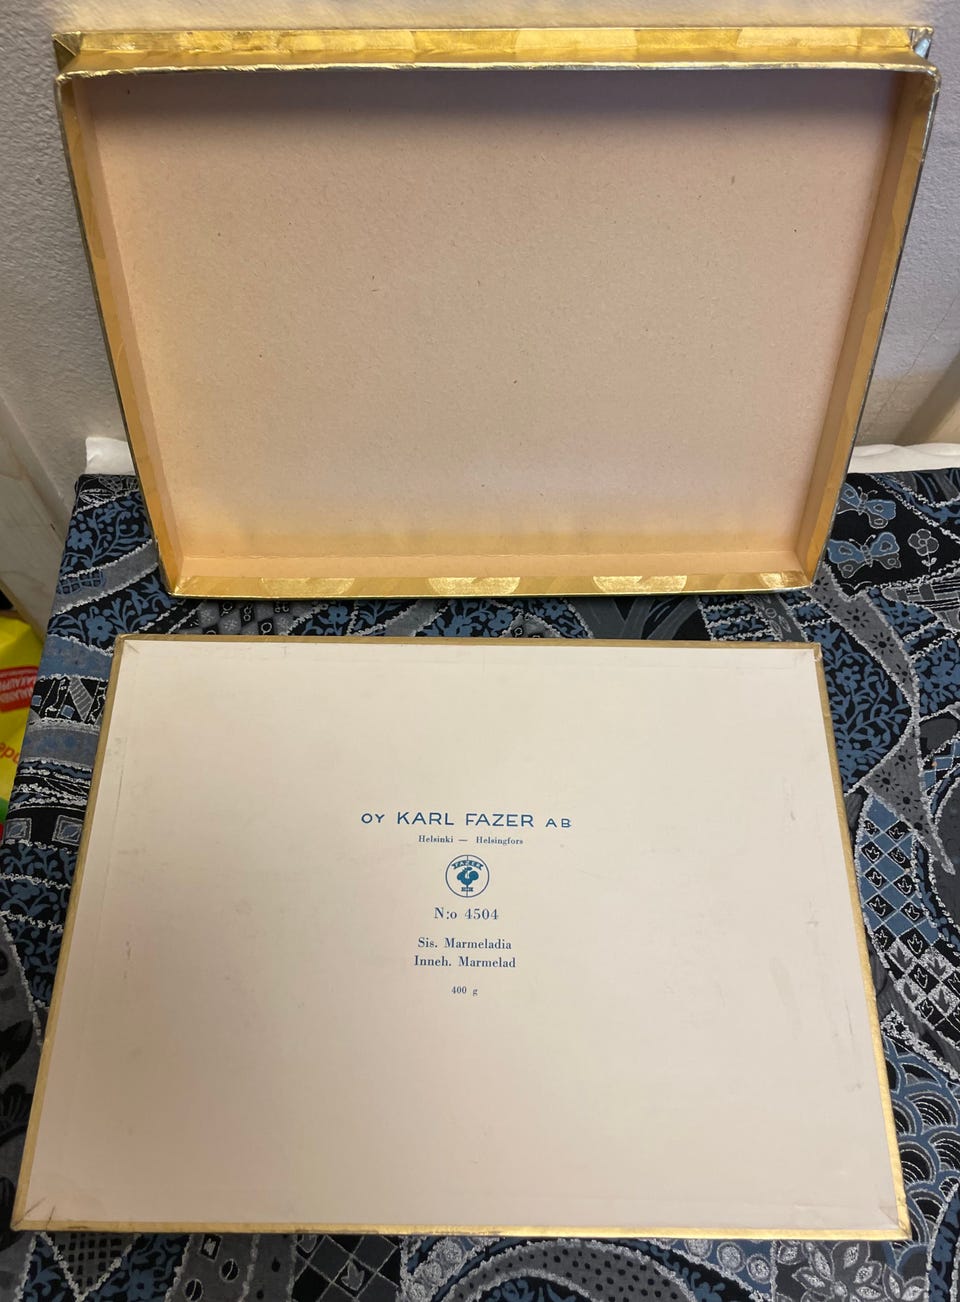 OY KARL FAZER AB
Helsinki — Helsingfors
FAZER
N:o 4504
Sis. Marmeladia
Inneh. Marmelad
400 g